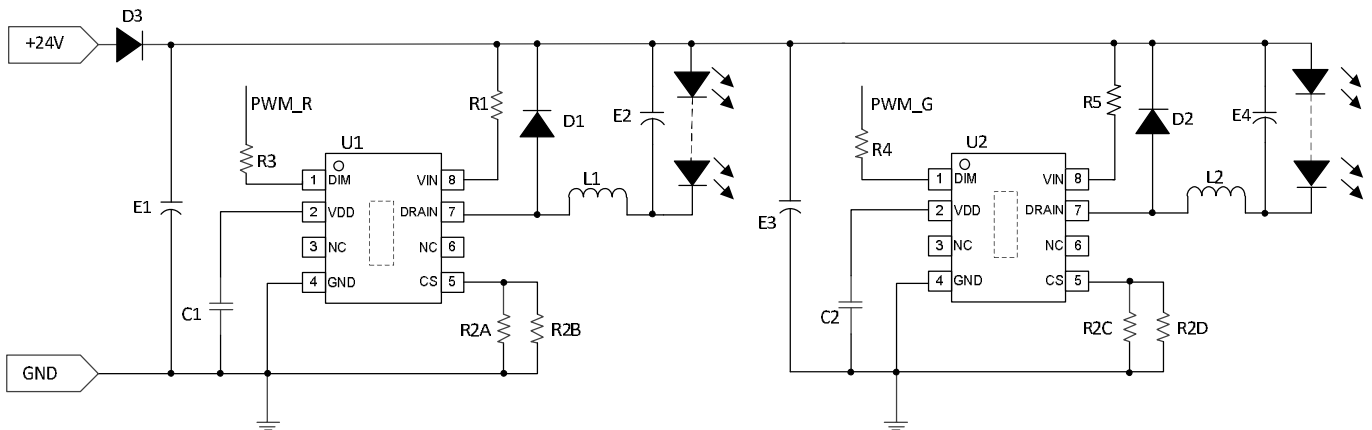 D3
+24V
PWM_R
R1
D1
E2
PWM_G
R5
D2
E4
R3
U1
R4
U2
1 DIM VIN 8
L1
1 DIM VIN 8
L2
E1
2 VDD DRAIN 7
E3
2 VDD DRAIN 7
3 NC NC 6
3 NC NC 6
4 GND CS 5
4 GND CS 5
C1
R2A
R2B
C2
R2C
R2D
GND